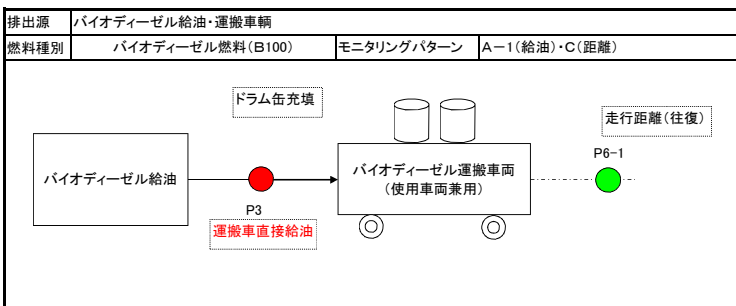 排出源 バイオディーゼル給油・運搬車輌
燃料種別 バイオディーゼル燃料(B100) モニタリングパターン A－1(給油)・C(距離)
ドラム缶充填
走行距離(往復)
P6-1
バイオディーゼル給油
バイオディーゼル運搬車両
(使用車両兼用)
P3
運搬車直接給油